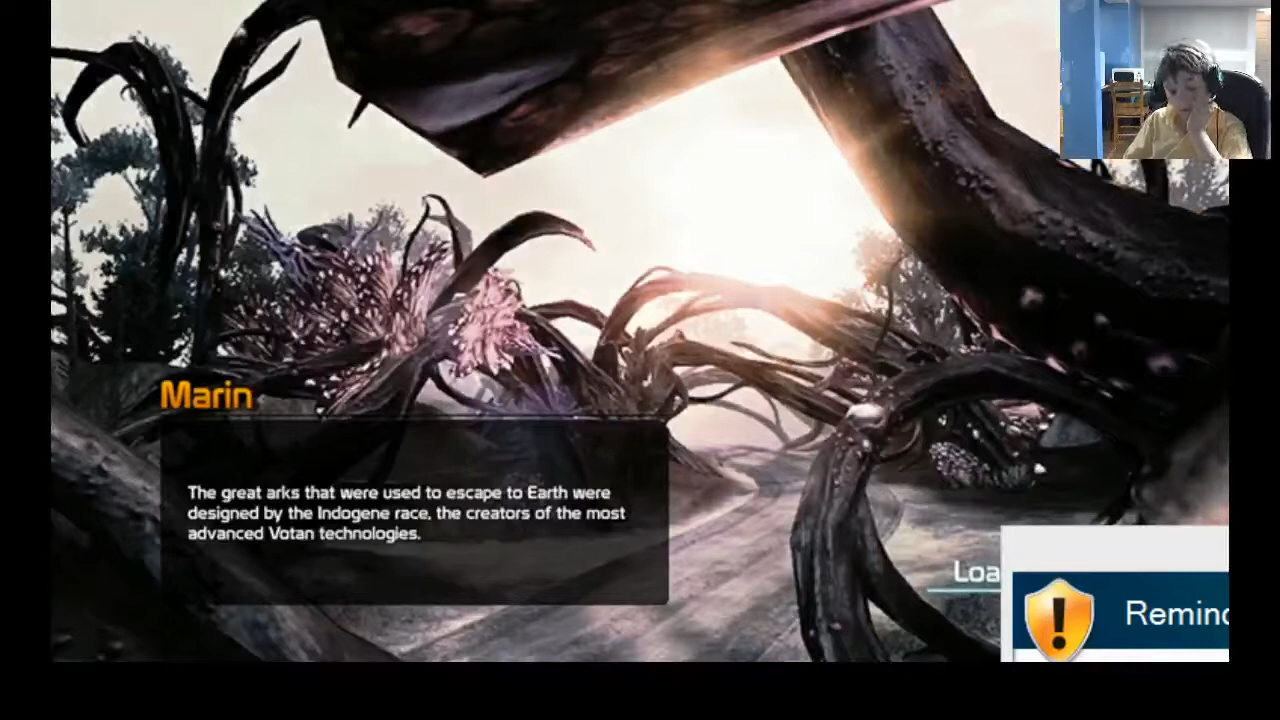 Marin
The great arks that were used to escape to Earth were
designed by the Indogene race, the creators of the most
advanced Votan technologies.
Loa
Remin